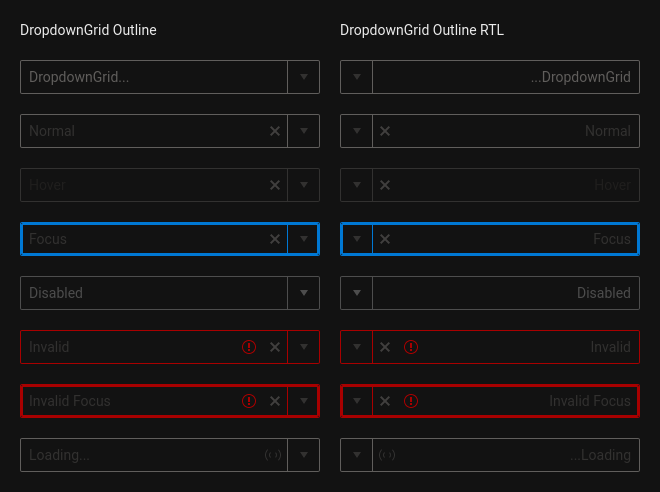 DropdownGrid Outline
DropdownGrid...
Normal
Hover
Focus
Disabled
Invalid
Invalid Focus
Loading...
DropdownGrid Outline RTL
...DropdownGrid
Normal
Hover
Focus
Disabled
Invalid
Invalid Focus
...Loading